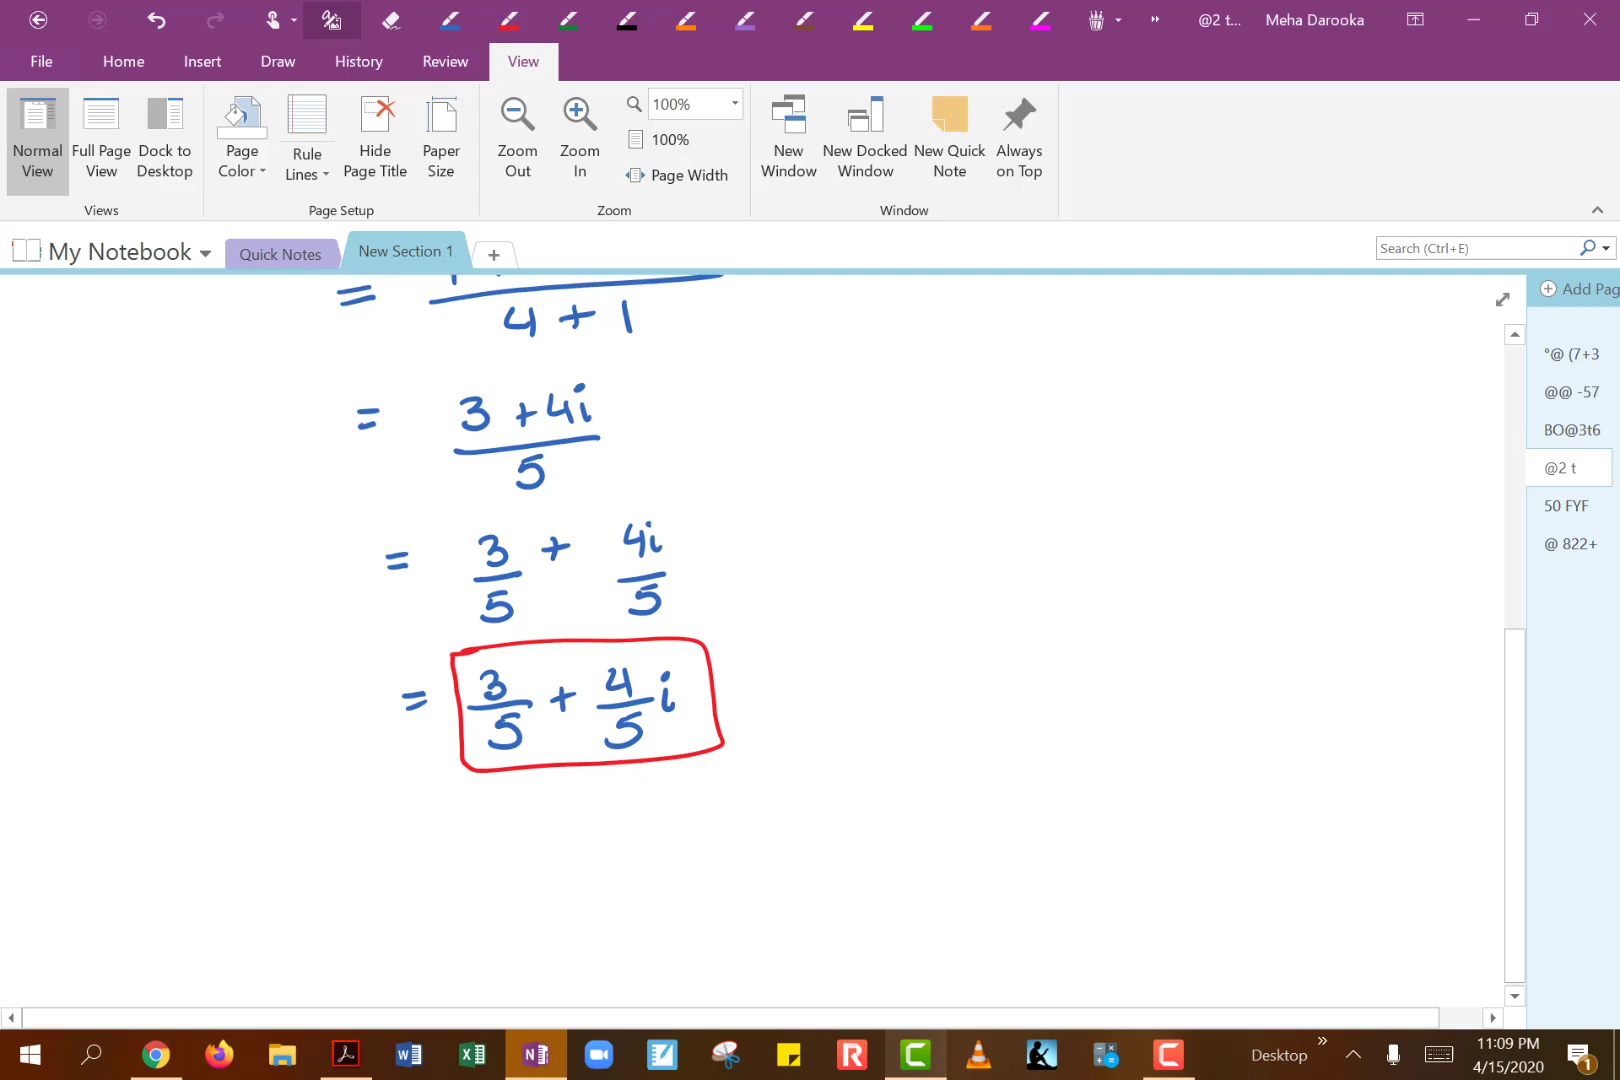 @2 t... Meha Darooka
File Home Insert Draw History Review View
Normal View Full Page View Dock to Desktop
Views
Page Color Rule Lines Hide Page Title Paper Size
Page Setup
Zoom Out Zoom In 100% 100% Page Width
Zoom
New Window New Docked Window New Quick Note Always on Top
Window
My Notebook Quick Notes New Section 1 +
Search (Ctrl+E)
Add Pag
°@ (7+3
@@ -57
BO@3t6
@2 t
50 FYF
@ 822+
=
4 + 1
= 3 + 4i
5
= 3/5 + 4i/5
= 3/5 + 4/5 i
Desktop
11:09 PM
4/15/2020
1